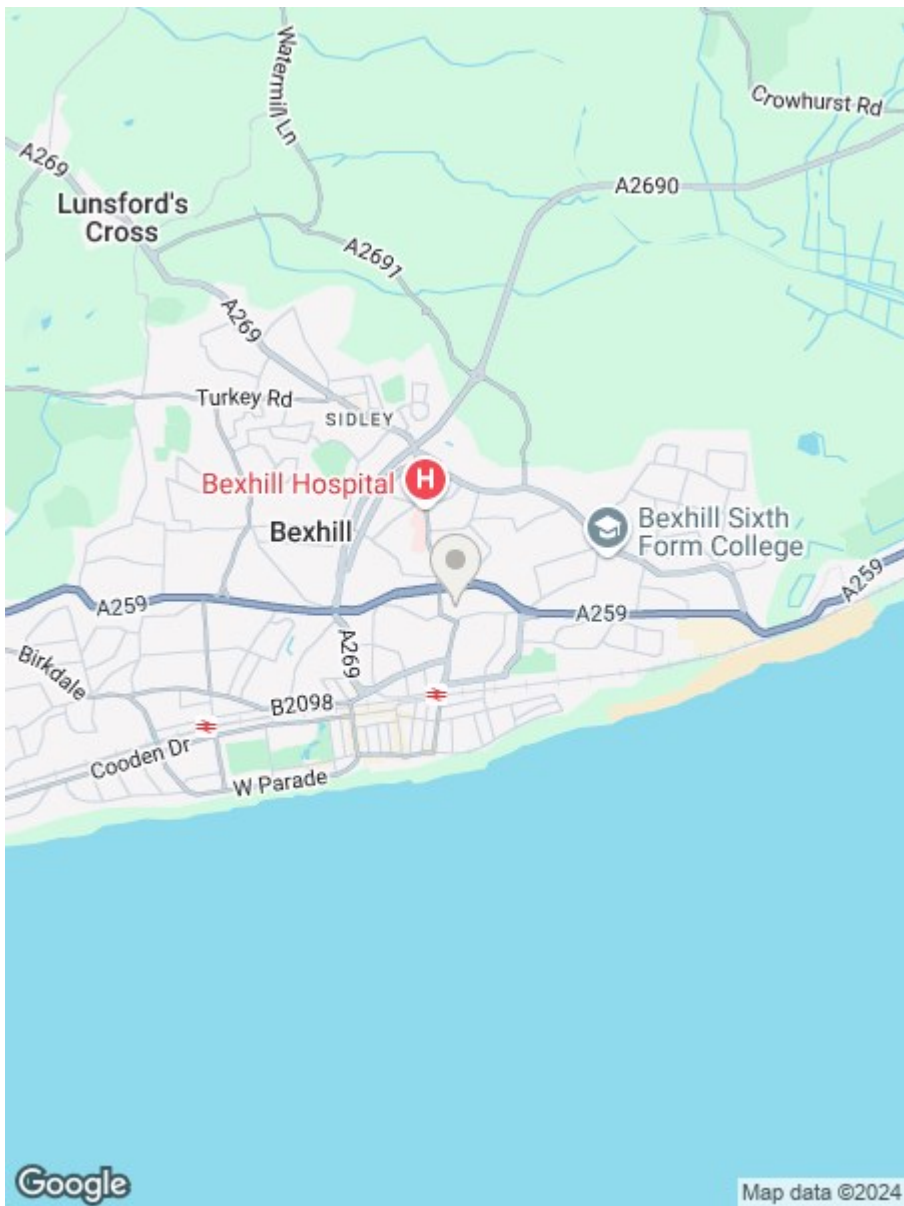 Watermill Ln
Crowhurst Rd
A269
A2690
Lunsford's
Cross
A2691
A269
Turkey Rd
SIDLEY
Bexhill Hospital
H
Bexhill
Bexhill Sixth
Form College
A259
A259
A259
A269
Birkdale
B2098
Cooden Dr
W Parade
Google
Map data ©2024